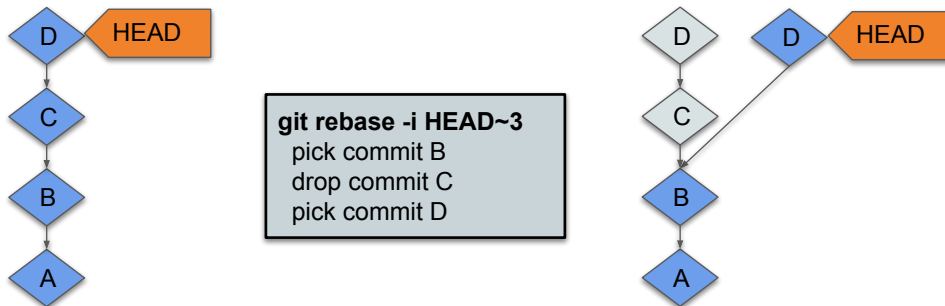 D
HEAD
C
B
A
git rebase -i HEAD~3
pick commit B
drop commit C
pick commit D
D
D
HEAD
C
B
A